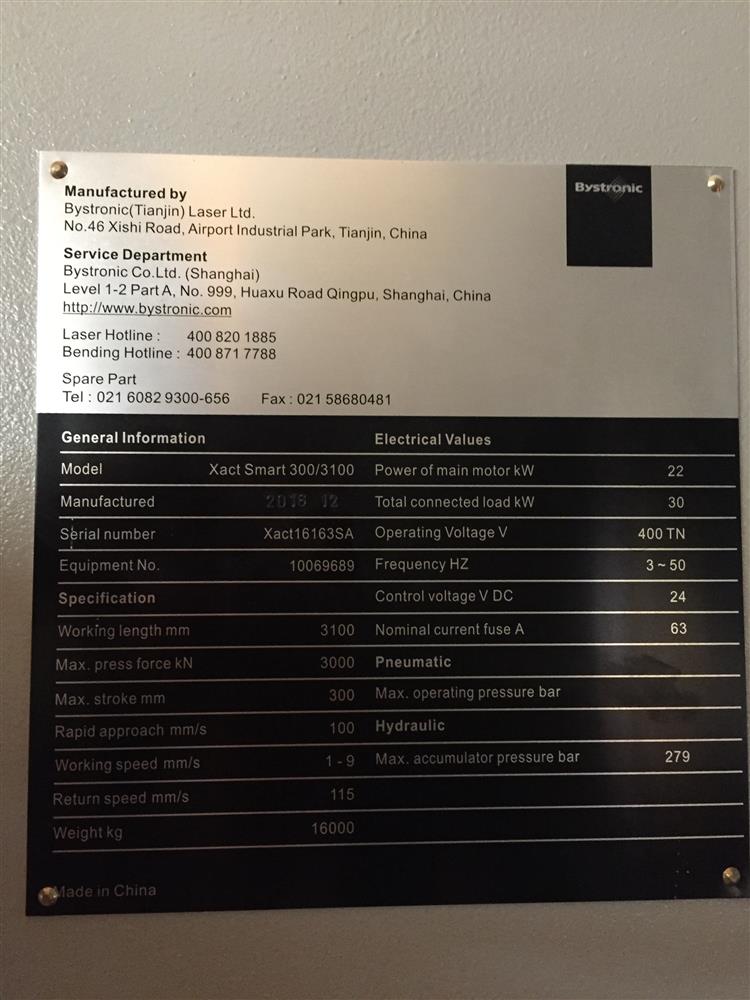 Bystronic
Manufactured by
Bystronic(Tianjin) Laser Ltd.
No.46 Xishi Road, Airport Industrial Park, Tianjin, China
Service Department
Bystronic Co.Ltd. (Shanghai)
Level 1-2 Part A, No. 999, Huaxu Road Qingpu, Shanghai, China
http://www.bystronic.com
Laser Hotline : 400 820 1885
Bending Hotline : 400 871 7788
Spare Part
Tel : 021 6082 9300-656 Fax : 021 58680481
General Information Electrical Values
Model Xact Smart 300/3100 Power of main motor kW 22
Manufactured 2016 12 Total connected load kW 30
Serial number Xact16163SA Operating Voltage V 400 TN
Equipment No. 10069689 Frequency HZ 3 ~ 50
Specification Control voltage V DC 24
Working length mm 3100 Nominal current fuse A 63
Max. press force kN 3000 Pneumatic
Max. stroke mm 300 Max. operating pressure bar
Rapid approach mm/s 100 Hydraulic
Working speed mm/s 1 - 9 Max. accumulator pressure bar 279
Return speed mm/s 115
Weight kg 16000
Made in China